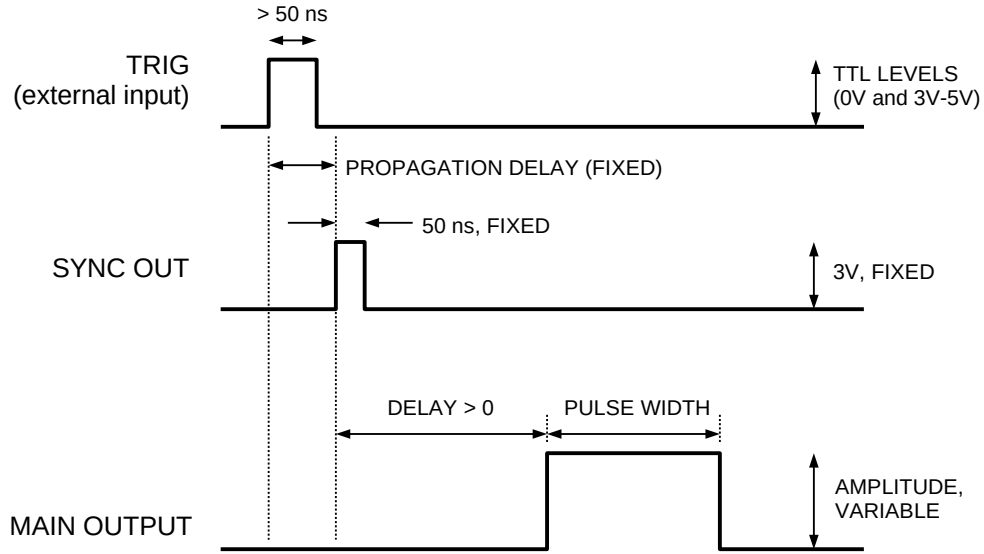 > 50 ns
TRIG
(external input)
TTL LEVELS
(0V and 3V-5V)
PROPAGATION DELAY (FIXED)
50 ns, FIXED
SYNC OUT
3V, FIXED
DELAY > 0
PULSE WIDTH
AMPLITUDE,
VARIABLE
MAIN OUTPUT